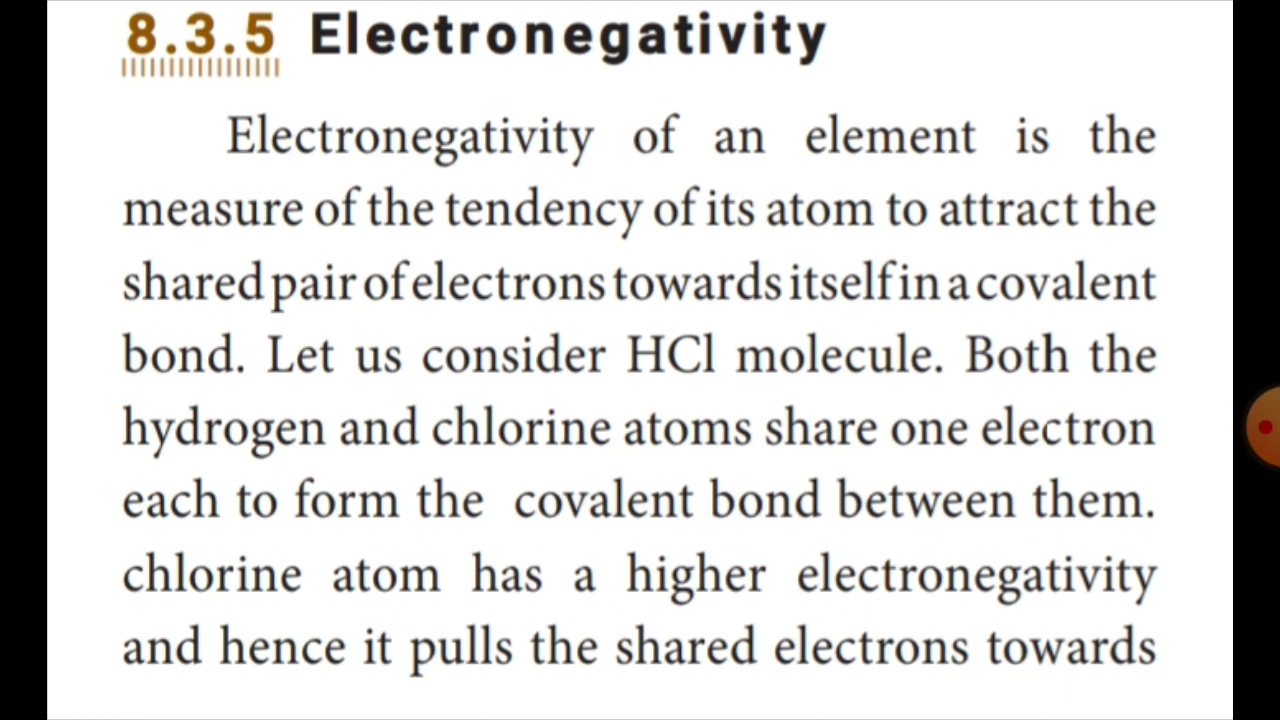 8.3.5 Electronegativity
Electronegativity of an element is the
measure of the tendency of its atom to attract the
shared pair of electrons towards itself in a covalent
bond. Let us consider HCl molecule. Both the
hydrogen and chlorine atoms share one electron
each to form the covalent bond between them.
chlorine atom has a higher electronegativity
and hence it pulls the shared electrons towards